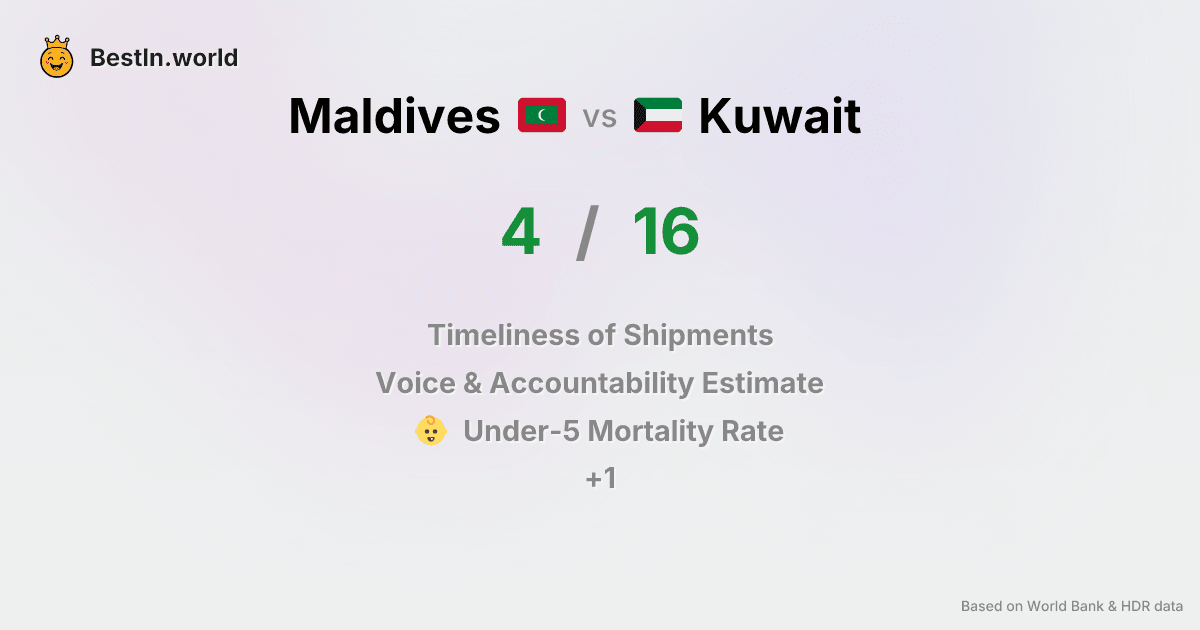 BestIn.world
Maldives vs Kuwait
4 / 16
Timeliness of Shipments
Voice & Accountability Estimate
Under-5 Mortality Rate
+1
Based on World Bank & HDR data